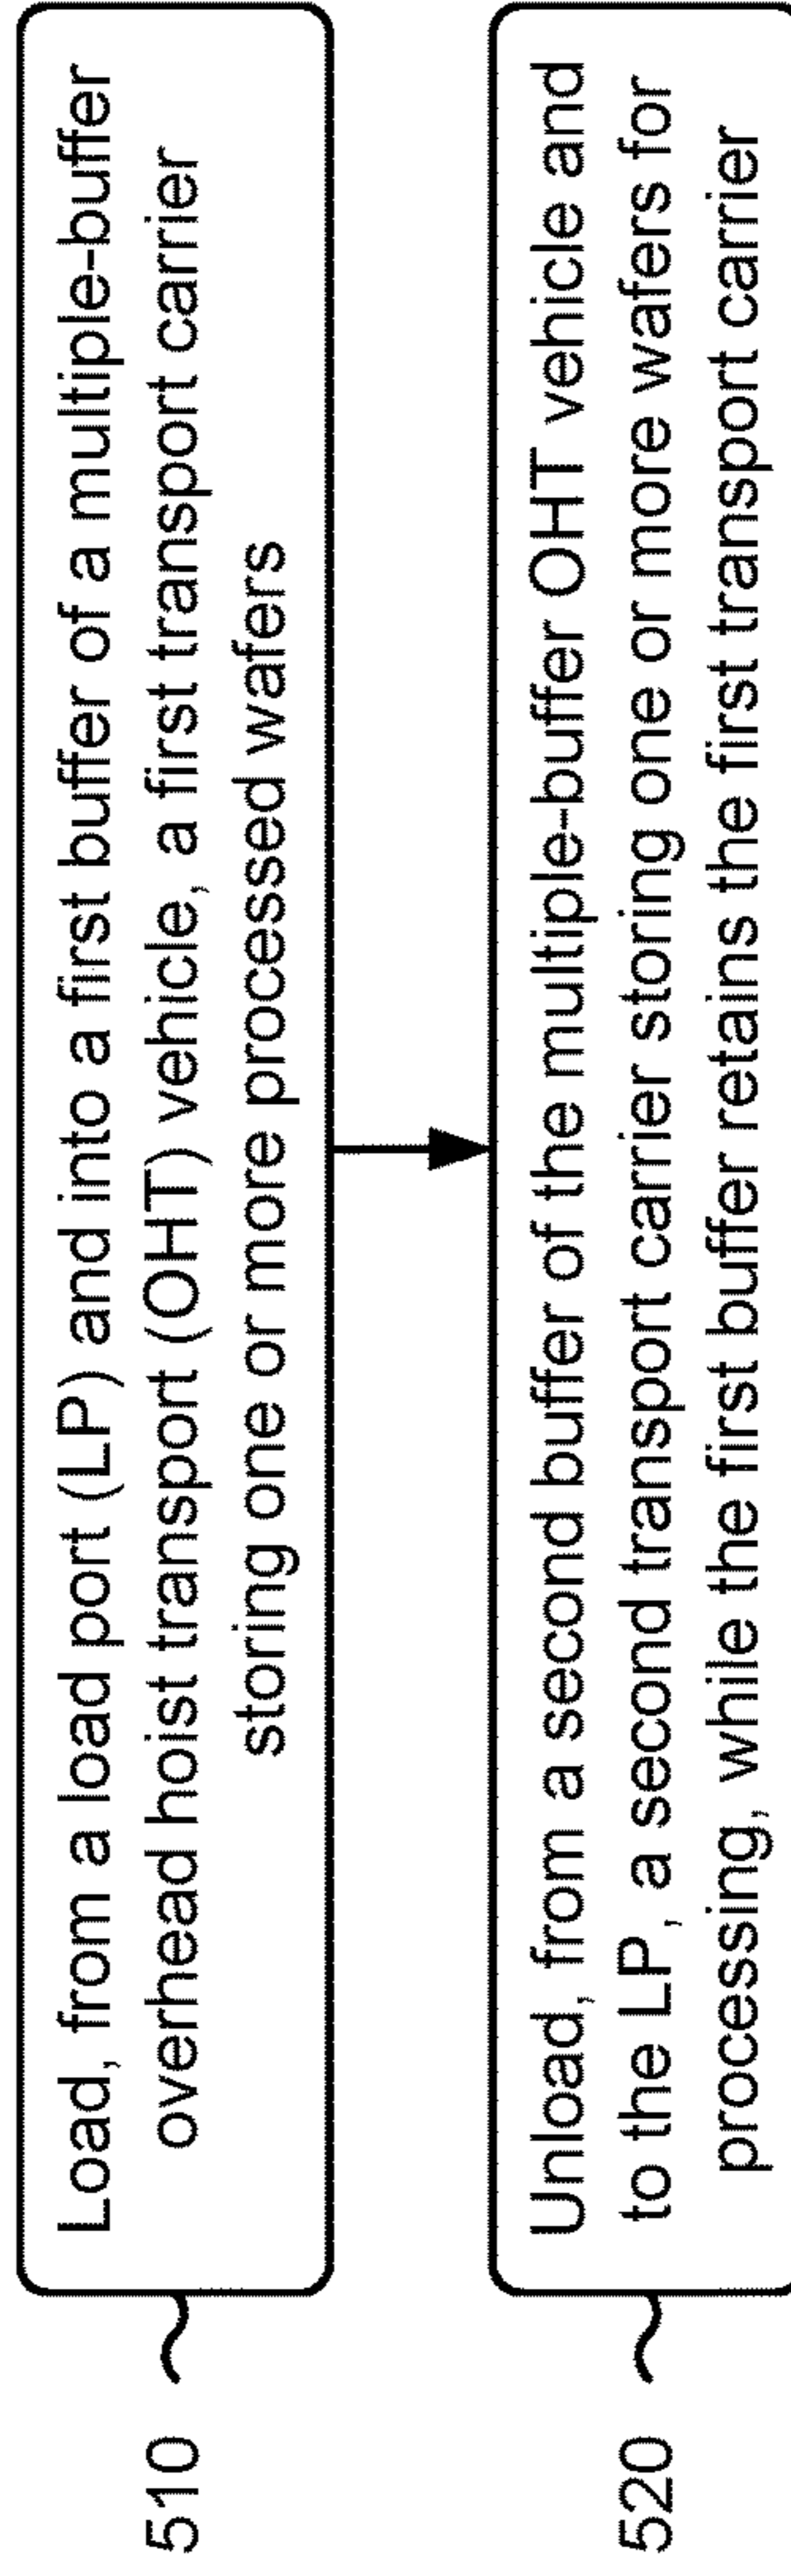 510
Load, from a load port (LP) and into a first buffer of a multiple-buffer
overhead hoist transport (OHT) vehicle, a first transport carrier
storing one or more processed wafers
520
Unload, from a second buffer of the multiple-buffer OHT vehicle and
to the LP, a second transport carrier storing one or more wafers for
processing, while the first buffer retains the first transport carrier